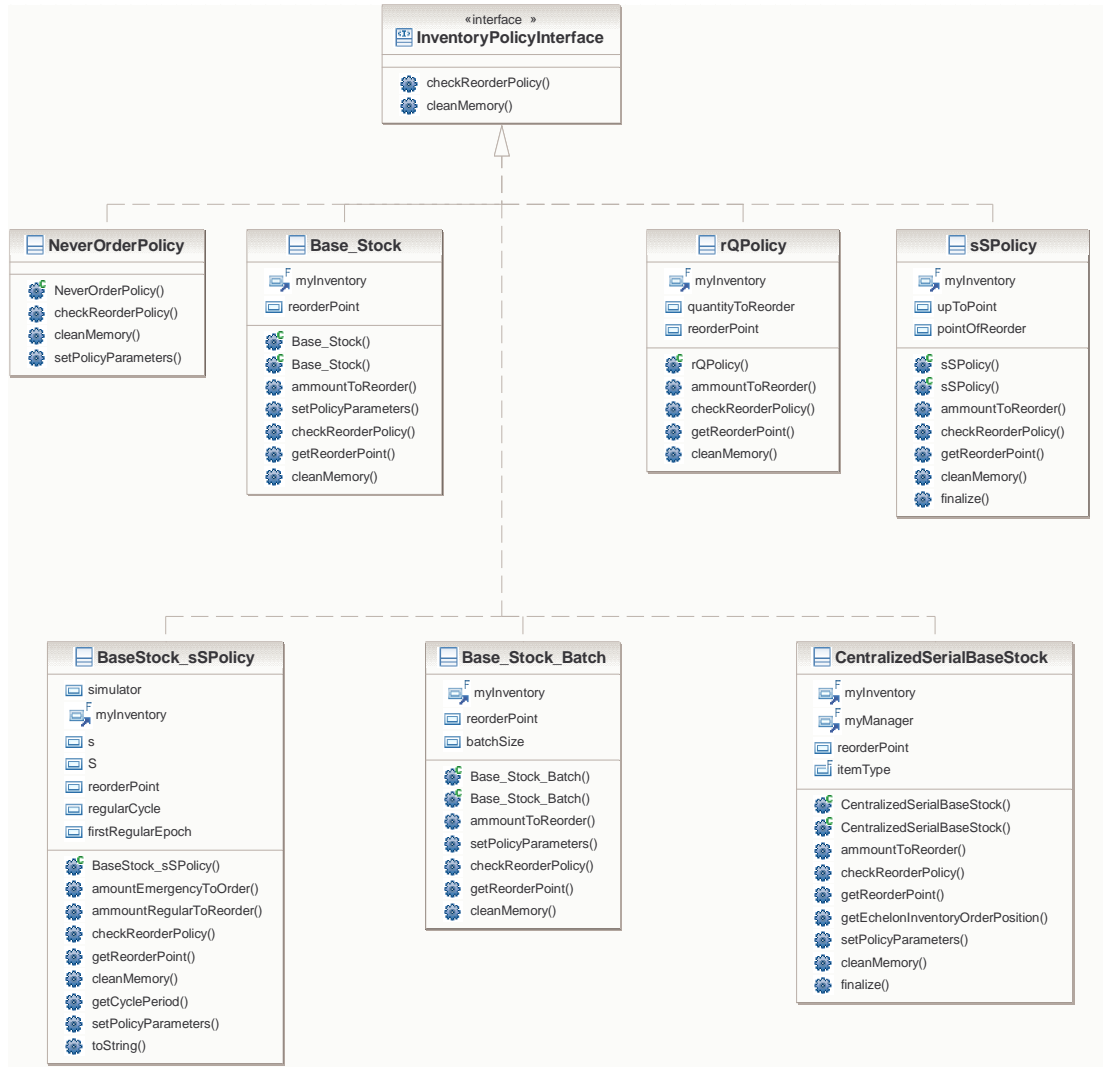 «interface »
InventoryPolicyInterface
checkReorderPolicy()
cleanMemory()
NeverOrderPolicy
NeverOrderPolicy()
checkReorderPolicy()
cleanMemory()
setPolicyParameters()
Base_Stock
myInventory
reorderPoint
Base_Stock()
Base_Stock()
ammountToReorder()
setPolicyParameters()
checkReorderPolicy()
getReorderPoint()
cleanMemory()
rQPolicy
myInventory
quantityToReorder
reorderPoint
rQPolicy()
ammountToReorder()
checkReorderPolicy()
getReorderPoint()
cleanMemory()
sSPolicy
myInventory
upToPoint
pointOfReorder
sSPolicy()
sSPolicy()
ammountToReorder()
checkReorderPolicy()
getReorderPoint()
cleanMemory()
finalize()
BaseStock_sSPolicy
simulator
myInventory
s
S
reorderPoint
regularCycle
firstRegularEpoch
BaseStock_sSPolicy()
amountEmergencyToOrder()
ammountRegularToReorder()
checkReorderPolicy()
getReorderPoint()
cleanMemory()
getCyclePeriod()
setPolicyParameters()
toString()
Base_Stock_Batch
myInventory
reorderPoint
batchSize
Base_Stock_Batch()
Base_Stock_Batch()
ammountToReorder()
setPolicyParameters()
checkReorderPolicy()
getReorderPoint()
cleanMemory()
CentralizedSerialBaseStock
myInventory
myManager
reorderPoint
itemType
CentralizedSerialBaseStock()
CentralizedSerialBaseStock()
ammountToReorder()
checkReorderPolicy()
getReorderPoint()
getEchelonInventoryOrderPosition()
setPolicyParameters()
cleanMemory()
finalize()